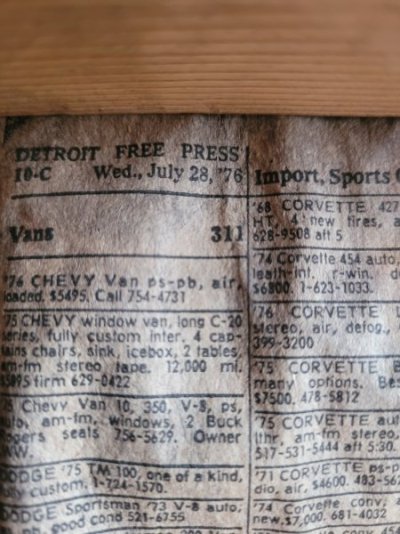 DETROIT FREE PRESS
10-C Wed., July 28, '76
Vans 311
'76 CHEVY Van ps-pb, air,
loaded. $5495. Call 754-4731
'75 CHEVY window van, long C-20
series, fully custom inter. 4 cap-
tains chairs, sink, icebox, 2 tables,
am-fm stereo tape. 12,000 mi.
$5895 firm 629-0422
Chevy Van 10, 350, V-8, ps,
auto, am-fm, windows, 2 Buck
Rogers seats 756-5629. Owner
DODGE '75 TM 100, one of a kind,
fully custom. 1-724-1570.
DODGE Sportsman '73 V-8 auto,
good cond 521-6755
Import, Sports
'68 CORVETTE 427
HT, 4 new tires,
628-9508 aft 5
'74 Corvette 454 auto,
leath-int. r-win.
$6800. 1-623-1033.
'76 CORVETTE
stereo, air, defog.,
399-3200
'75 CORVETTE
many options.
$7500. 478-5812
'75 CORVETTE
lthr, am-fm stereo,
517-531-5444 aft 5:30.
'71 CORVETTE ps-p
dio, air, $4600.
'74 Corvette conv,
new, $7,000. 681-4032